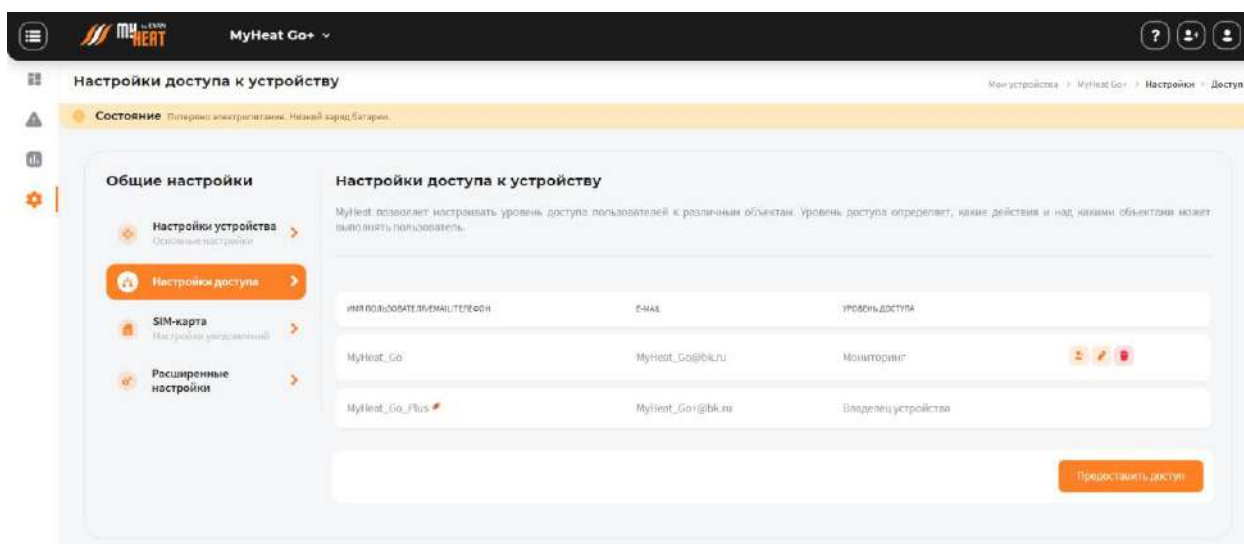 by EVAN
MYHEAT
MyHeat Go+
?
Настройки доступа к устройству
Мои устройства > MyHeat Go+ > Настройки > Доступ
Состояние Потеряно электропитание. Низкий заряд батареи.
Общие настройки
Настройки устройства
Основные настройки
Настройки доступа
SIM-карта
Настройки уведомлений
Расширенные
настройки
Настройки доступа к устройству
MyHeat позволяет настраивать уровень доступа пользователей к различным объектам. Уровень доступа определяет, какие действия и над какими объектами может
выполнять пользователь.
ИМЯ ПОЛЬЗОВАТЕЛЯ/EMAIL/ТЕЛЕФОН E-MAIL УРОВЕНЬ ДОСТУПА
MyHeat_Go MyHeat_Go@bk.ru Мониторинг
MyHeat_Go_Plus MyHeat_Go+@bk.ru Владелец устройства
Предоставить доступ